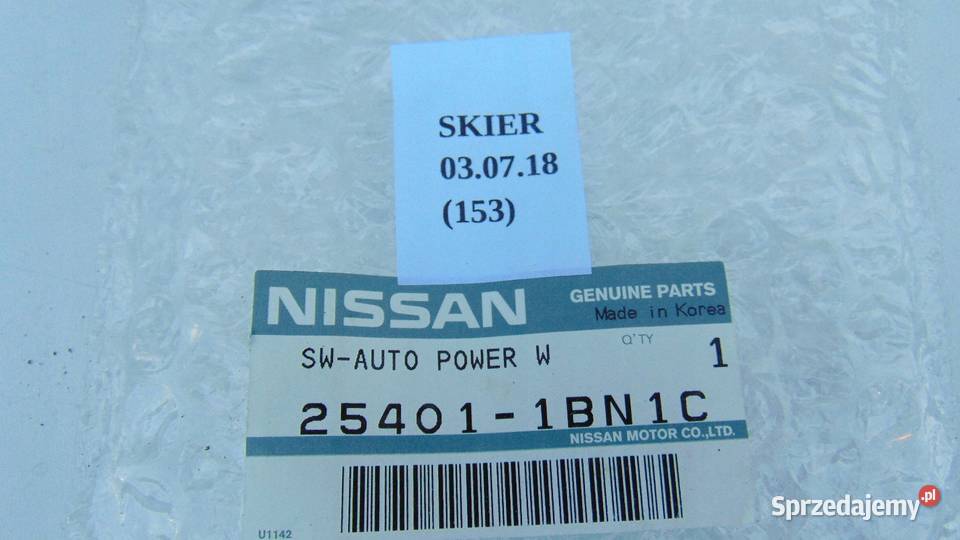 SKIER
03.07.18
(153)
NISSAN
GENUINE PARTS
Made in Korea
Q'TY
SW-AUTO POWER W 1
25401-1BN1C
NISSAN MOTOR CO.,LTD.
U1142
Sprzedajemy.pl